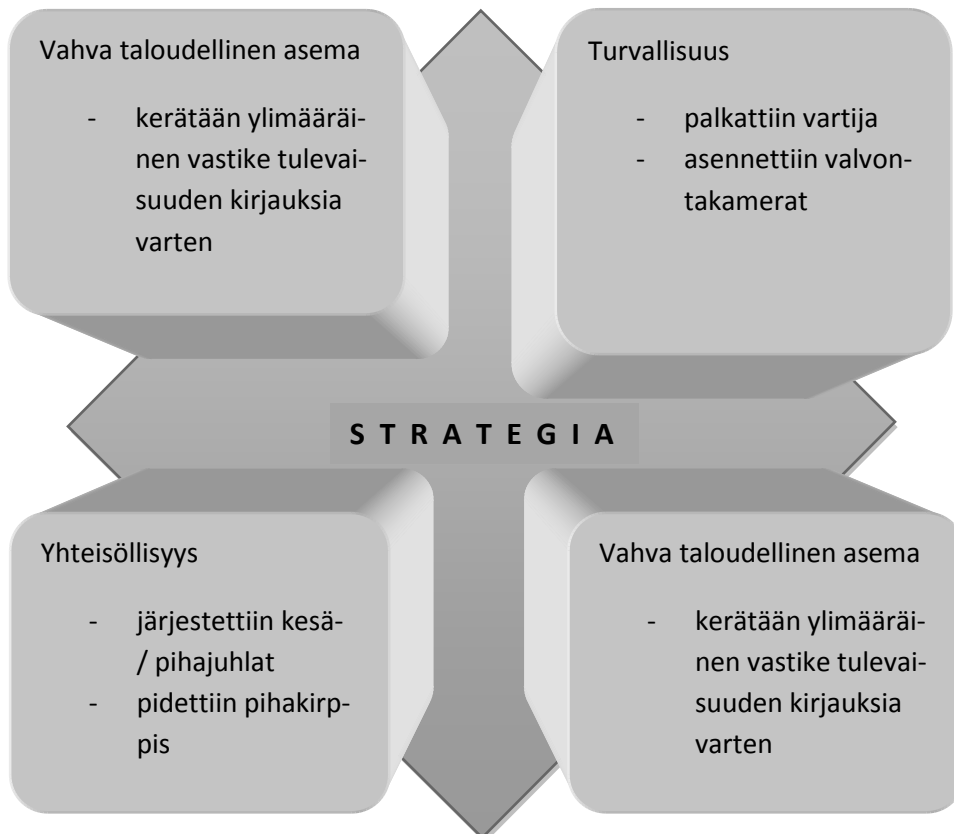 Vahva taloudellinen asema
- kerätään ylimääräi-
nen vastike tulevai-
suuden kirjauksia
varten
Turvallisuus
- palkattiin vartija
- asennettiin valvon-
takamerat
S T R A T E G I A
Yhteisöllisyys
- järjestettiin kesä-
/ pihajuhlat
- pidettiin pihakirp-
pis
Vahva taloudellinen asema
- kerätään ylimääräi-
nen vastike tulevai-
suuden kirjauksia
varten